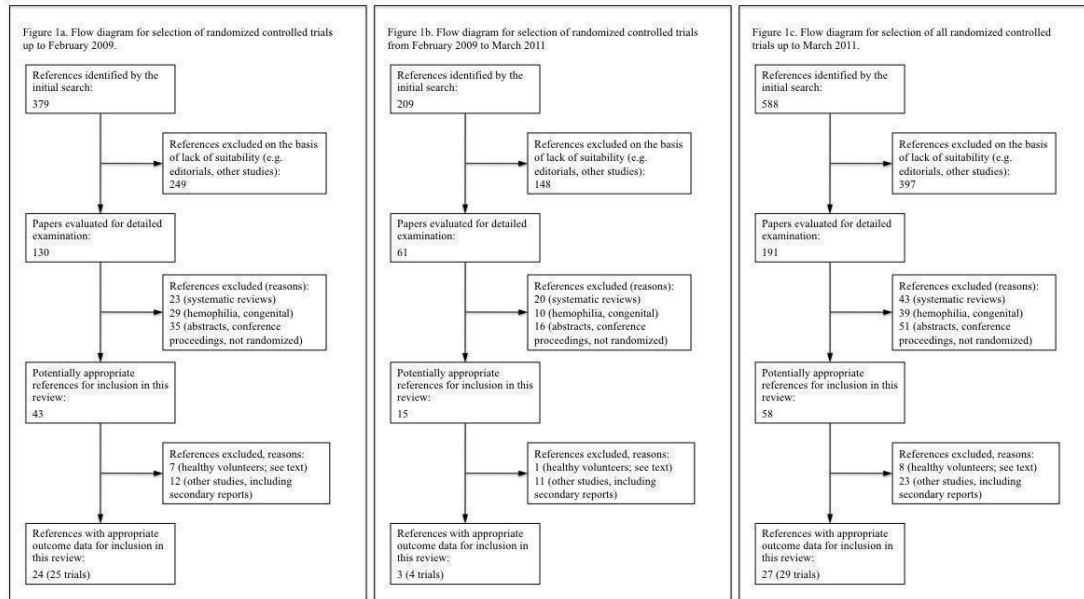 Figure 1a. Flow diagram for selection of randomized controlled trials
up to February 2009.
References identified by the
initial search:
379
References excluded on the basis
of lack of suitability (e.g.
editorials, other studies):
249
Papers evaluated for detailed
examination:
130
References excluded (reasons):
23 (systematic reviews)
29 (hemophilia, congenital)
35 (abstracts, conference
proceedings, not randomized)
Potentially appropriate
references for inclusion in this
review:
43
References excluded, reasons:
7 (healthy volunteers; see text)
12 (other studies, including
secondary reports)
References with appropriate
outcome data for inclusion in
this review:
24 (25 trials)
Figure 1b. Flow diagram for selection of randomized controlled trials
from February 2009 to March 2011
References identified by the
initial search:
209
References excluded on the basis
of lack of suitability (e.g.
editorials, other studies):
148
Papers evaluated for detailed
examination:
61
References excluded (reasons):
20 (systematic reviews)
10 (hemophilia, congenital)
16 (abstracts, conference
proceedings, not randomized)
Potentially appropriate
references for inclusion in this
review:
15
References excluded, reasons:
1 (healthy volunteers; see text)
11 (other studies, including
secondary reports)
References with appropriate
outcome data for inclusion in
this review:
3 (4 trials)
Figure 1c. Flow diagram for selection of all randomized controlled
trials up to March 2011.
References identified by the
initial search:
588
References excluded on the basis
of lack of suitability (e.g.
editorials, other studies):
397
Papers evaluated for detailed
examination:
191
References excluded (reasons):
43 (systematic reviews)
39 (hemophilia, congenital)
51 (abstracts, conference
proceedings, not randomized)
Potentially appropriate
references for inclusion in this
review:
58
References excluded, reasons:
8 (healthy volunteers; see text)
23 (other studies, including
secondary reports)
References with appropriate
outcome data for inclusion in
this review:
27 (29 trials)